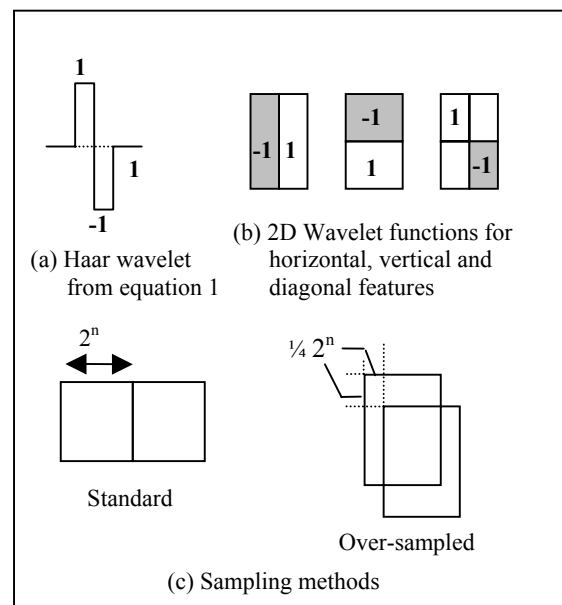 1
1
-1
-1 1
-1
1
1
-1
(a) Haar wavelet
from equation 1
(b) 2D Wavelet functions for
horizontal, vertical and
diagonal features
2ⁿ
Standard
¼ 2ⁿ
Over-sampled
(c) Sampling methods